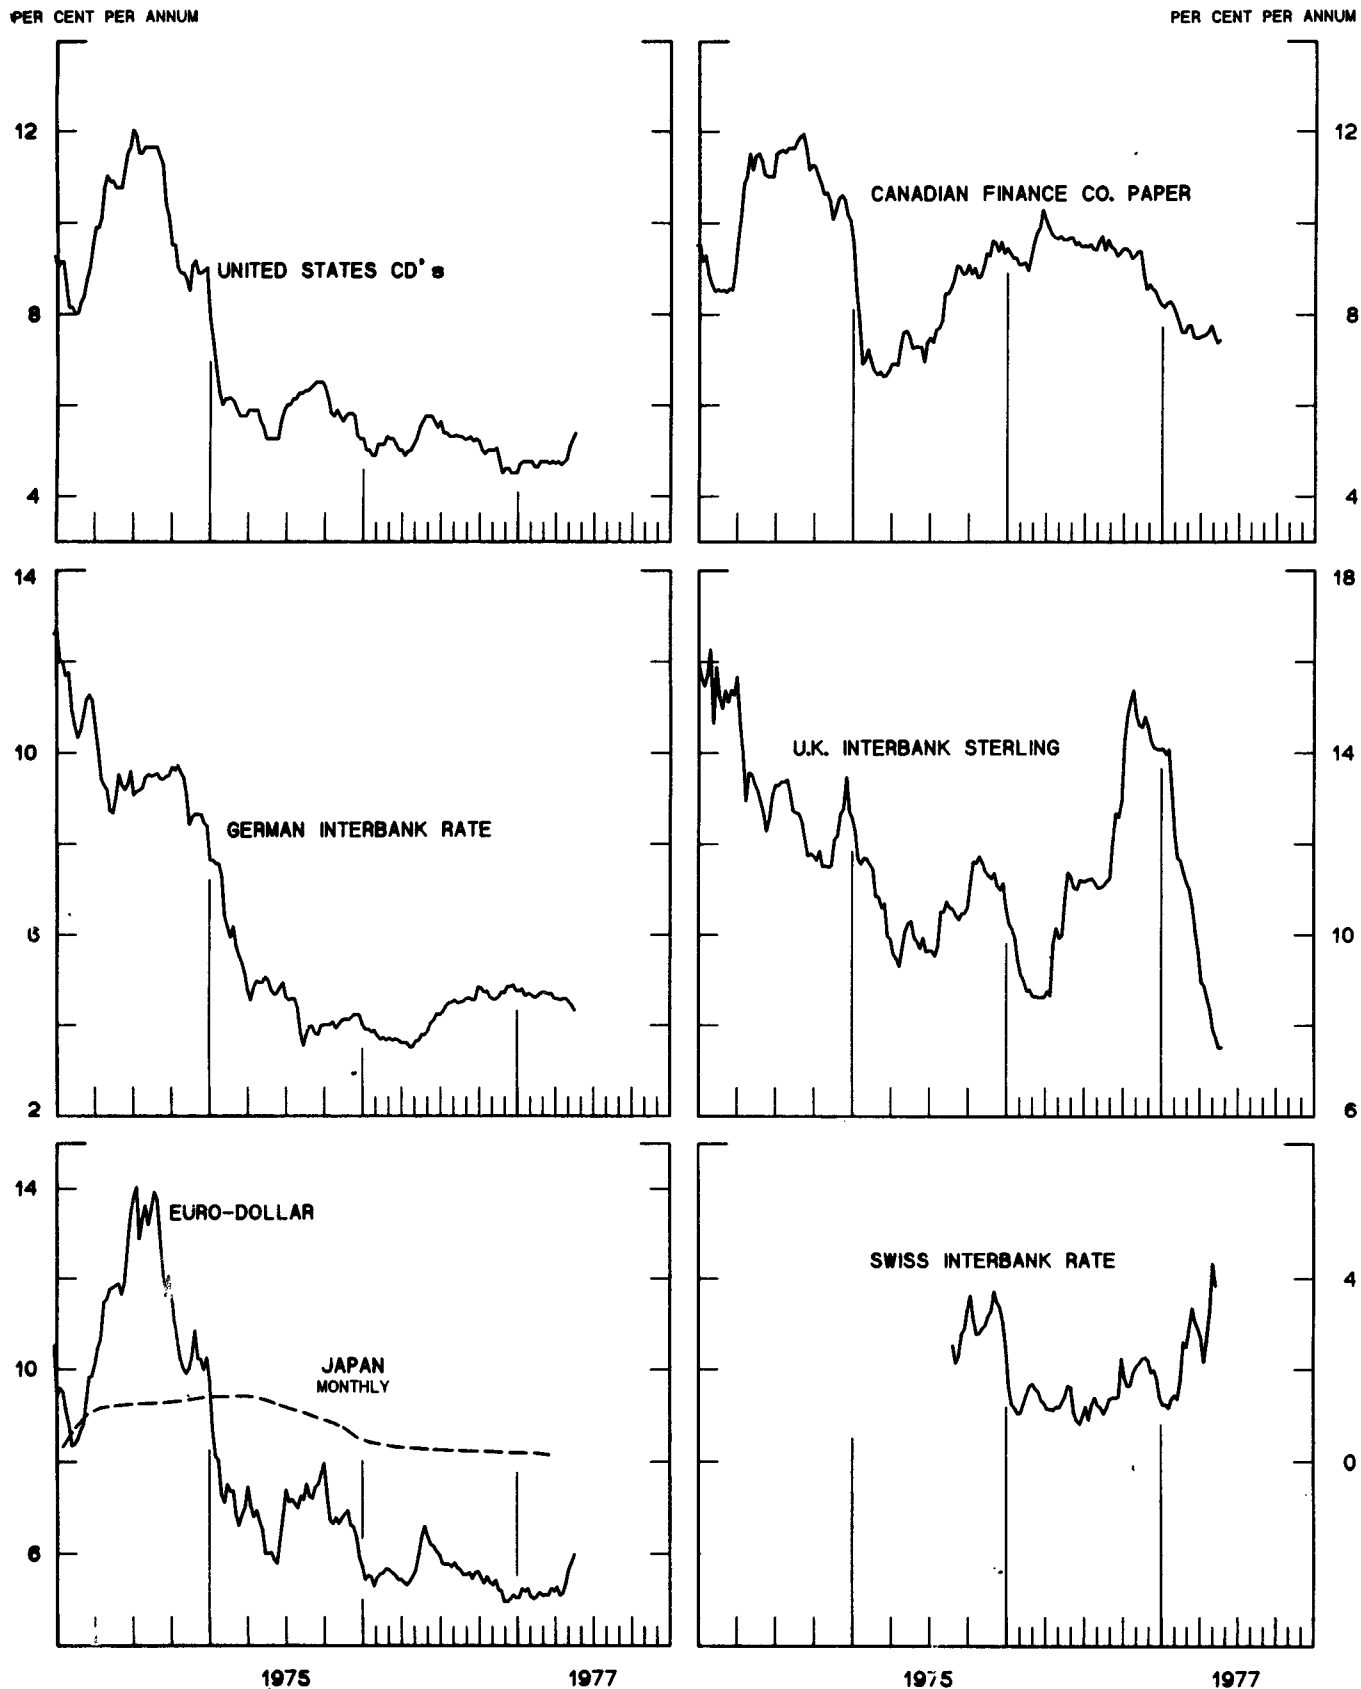 PER CENT PER ANNUM
PER CENT PER ANNUM
12
8
4
UNITED STATES CD's
CANADIAN FINANCE CO. PAPER
12
8
4
14
10
6
2
GERMAN INTERBANK RATE
U.K. INTERBANK STERLING
18
14
10
6
14
10
6
EURO-DOLLAR
JAPAN
MONTHLY
SWISS INTERBANK RATE
4
0
1975
1977
1975
1977